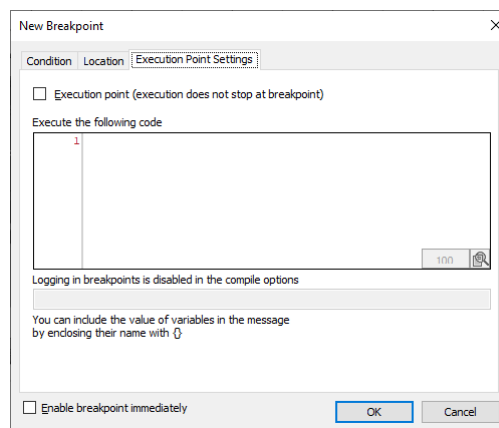 New Breakpoint
Condition Location Execution Point Settings
Execution point (execution does not stop at breakpoint)
Execute the following code
1
100
Logging in breakpoints is disabled in the compile options
You can include the value of variables in the message
by enclosing their name with {}
Enable breakpoint immediately
OK Cancel